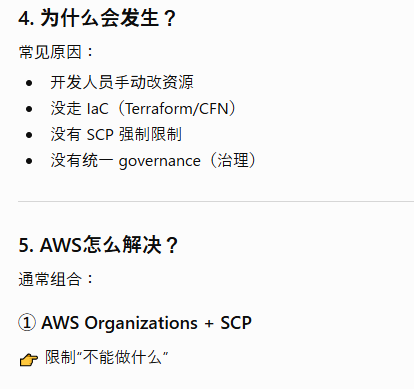 4. 为什么会发生？
常见原因：
• 开发人员手动改资源
• 没走 IaC（Terraform/CFN）
• 没有 SCP 强制限制
• 没有统一 governance（治理）
5. AWS怎么解决？
通常组合：
① AWS Organizations + SCP
👉 限制“不能做什么”